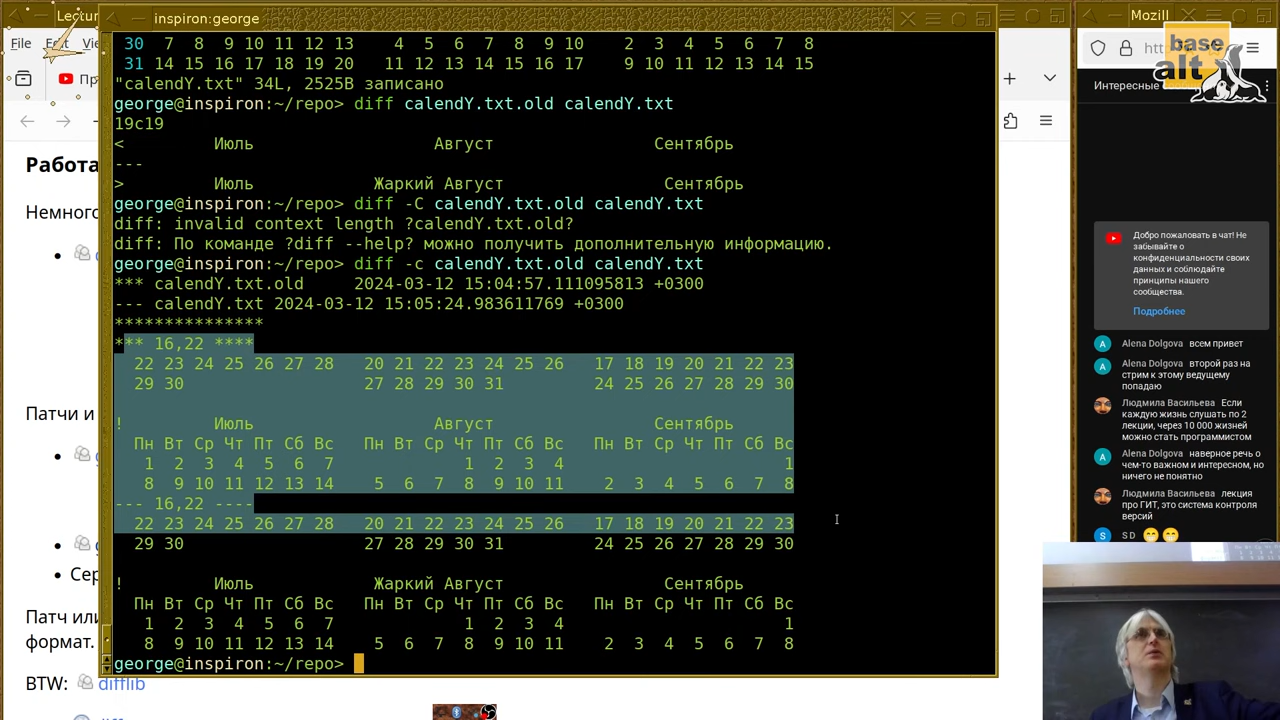 Lectu
inspiron:george
Mozill
File Edit Vie
base
alt
htt
Пр
Интересные
Работа
Немного
Патчи и
Сер
Патч или
формат.
BTW: difflib
30 7 8 9 10 11 12 13 4 5 6 7 8 9 10 2 3 4 5 6 7 8
31 14 15 16 17 18 19 20 11 12 13 14 15 16 17 9 10 11 12 13 14 15
"calendY.txt" 34L, 2525B записано
george@inspiron:~/repo> diff calendY.txt.old calendY.txt
19c19
< Июль Август Сентябрь
---
> Июль Жаркий Август Сентябрь
george@inspiron:~/repo> diff -C calendY.txt.old calendY.txt
diff: invalid context length ?calendY.txt.old?
diff: По команде ?diff --help? можно получить дополнительную информацию.
george@inspiron:~/repo> diff -c calendY.txt.old calendY.txt
*** calendY.txt.old 2024-03-12 15:04:57.111095813 +0300
--- calendY.txt 2024-03-12 15:05:24.983611769 +0300
***************
*** 16,22 ****
22 23 24 25 26 27 28 20 21 22 23 24 25 26 17 18 19 20 21 22 23
29 30 27 28 29 30 31 24 25 26 27 28 29 30
! Июль Август Сентябрь
Пн Вт Ср Чт Пт Сб Вс Пн Вт Ср Чт Пт Сб Вс Пн Вт Ср Чт Пт Сб Вс
1 2 3 4 5 6 7 1 2 3 4 1
8 9 10 11 12 13 14 5 6 7 8 9 10 11 2 3 4 5 6 7 8
--- 16,22 ----
22 23 24 25 26 27 28 20 21 22 23 24 25 26 17 18 19 20 21 22 23
29 30 27 28 29 30 31 24 25 26 27 28 29 30
! Июль Жаркий Август Сентябрь
Пн Вт Ср Чт Пт Сб Вс Пн Вт Ср Чт Пт Сб Вс Пн Вт Ср Чт Пт Сб Вс
1 2 3 4 5 6 7 1 2 3 4 1
8 9 10 11 12 13 14 5 6 7 8 9 10 11 2 3 4 5 6 7 8
george@inspiron:~/repo>
Добро пожаловать в чат! Не
забывайте о
конфиденциальности своих
данных и соблюдайте
принципы нашего
сообщества.
Подробнее
Alena Dolgova всем привет
Alena Dolgova второй раз на
стрим к этому ведущему
попадаю
Людмила Васильева Если
каждую жизнь слушать по 2
лекции, через 10 000 жизней
можно стать программистом
Alena Dolgova наверное речь о
чем-то важном и интересном, но
ничего не понятно
Людмила Васильева лекция
про ГИТ, это система контроля
версий
S D